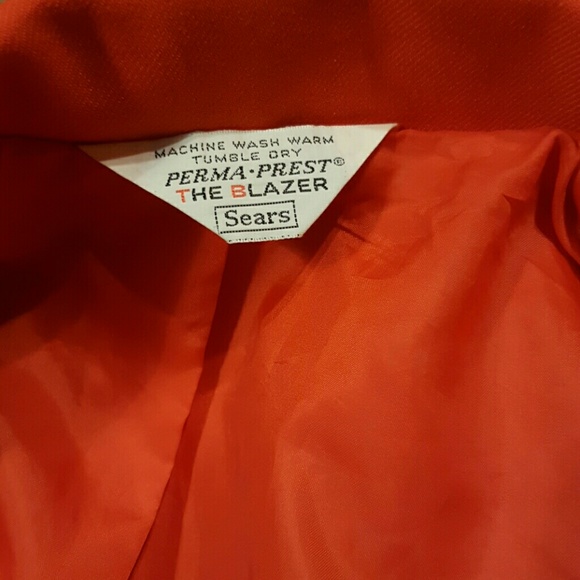 MACHINE WASH WARM
TUMBLE DRY
PERMA·PREST®
THE BLAZER
Sears